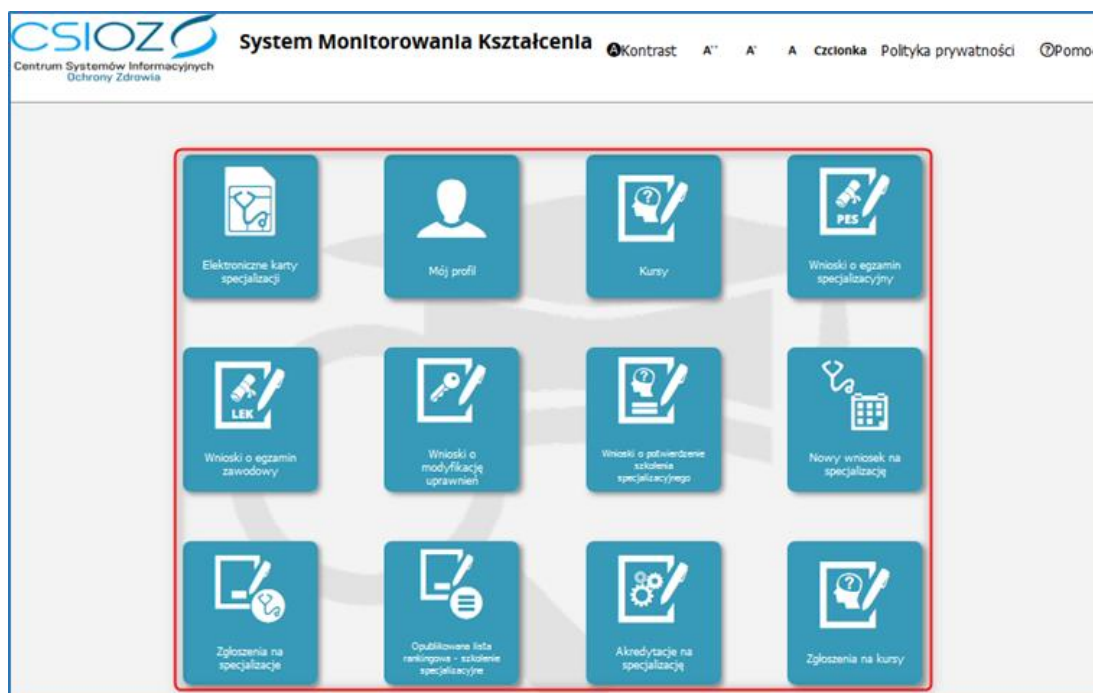 CSIOZ
Centrum Systemów Informacyjnych
Ochrony Zdrowia
System Monitorowania Kształcenia
A Kontrast A++ A+ A Czcionka Polityka prywatności ? Pomoc
Elektroniczne karty
specjalizacji
Mój profil
Kursy
PES
Wnioski o egzamin
specjalizacyjny
LEK
Wnioski o egzamin
zawodowy
Wnioski o
modyfikację
uprawnień
Wnioski o potwierdzenie
szkolenia
specjalizacyjnego
Nowy wniosek na
specjalizację
Zgłoszenia na
specjalizacje
Opublikowane lista
rankingowa - szkolenie
specjalizacyjne
Akredytacje na
specjalizację
Zgłoszenia na kursy